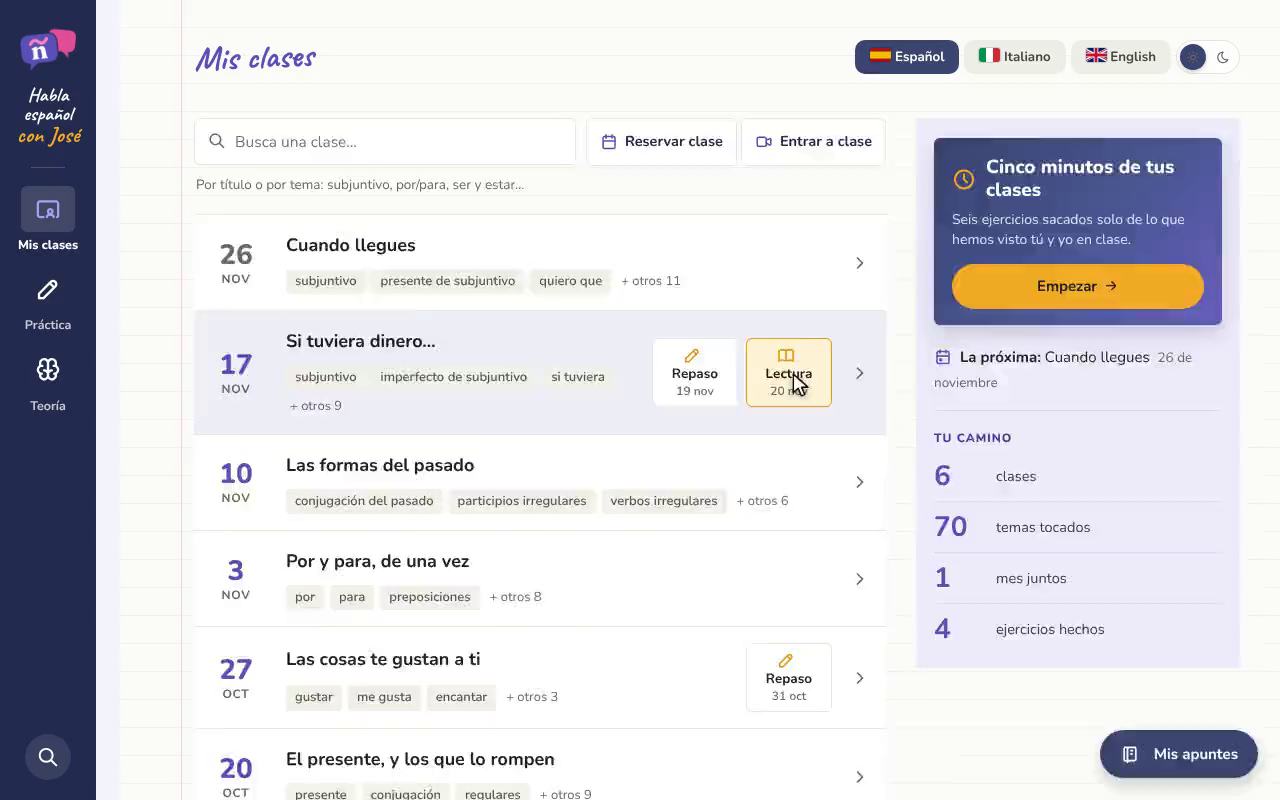 ñ
Habla
español
con José
Mis clases
Práctica
Teoría
Mis clases
Español
Italiano
English
Busca una clase...
Reservar clase
Entrar a clase
Por título o por tema: subjuntivo, por/para, ser y estar...
26
NOV
Cuando llegues
subjuntivo
presente de subjuntivo
quiero que
+ otros 11
17
NOV
Si tuviera dinero...
subjuntivo
imperfecto de subjuntivo
si tuviera
+ otros 9
Repaso
19 nov
Lectura
20 nov
10
NOV
Las formas del pasado
conjugación del pasado
participios irregulares
verbos irregulares
+ otros 6
3
NOV
Por y para, de una vez
por
para
preposiciones
+ otros 8
27
OCT
Las cosas te gustan a ti
gustar
me gusta
encantar
+ otros 3
Repaso
31 oct
20
OCT
El presente, y los que lo rompen
presente
conjugación
regulares
+ otros 9
Cinco minutos de tus
clases
Seis ejercicios sacados solo de lo que
hemos visto tú y yo en clase.
Empezar →
La próxima: Cuando llegues 26 de
noviembre
TU CAMINO
6 clases
70 temas tocados
1 mes juntos
4 ejercicios hechos
Mis apuntes